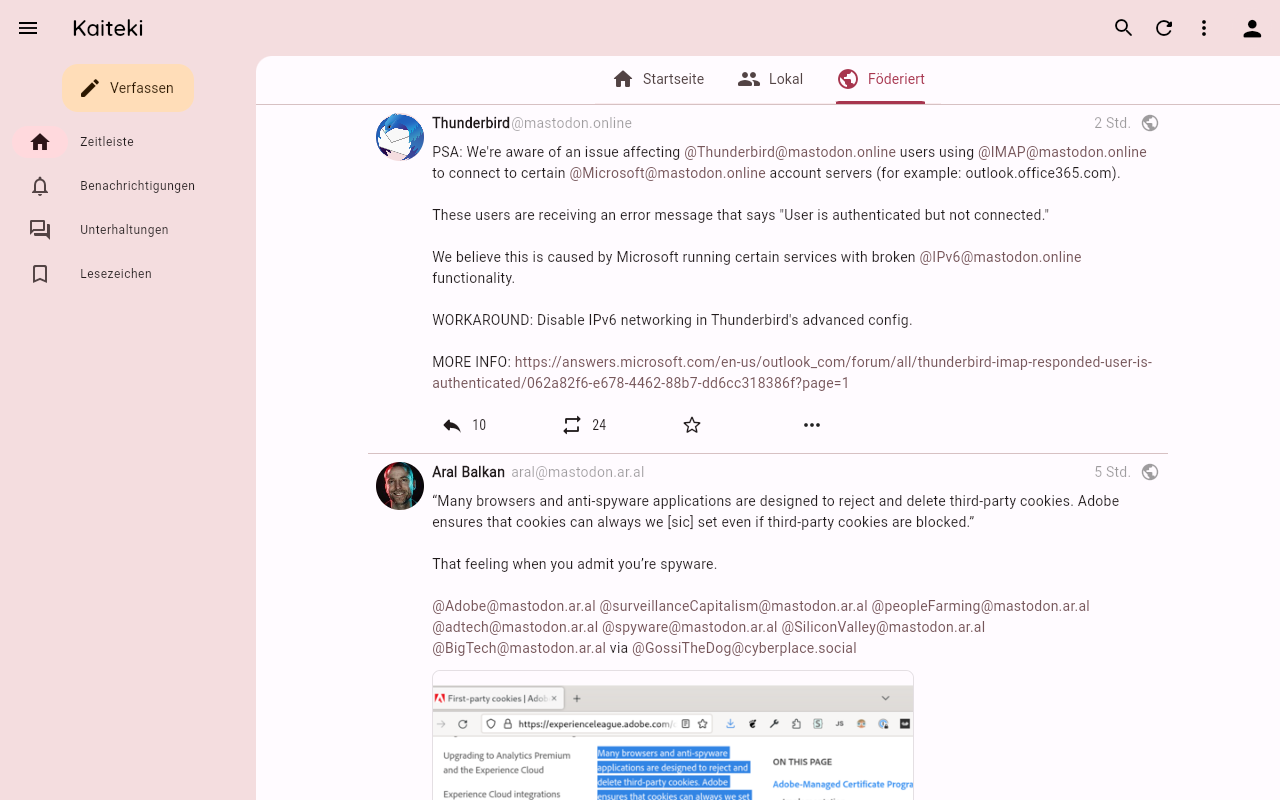 Kaiteki
Verfassen
Zeitleiste
Benachrichtigungen
Unterhaltungen
Lesezeichen
Startseite
Lokal
Föderiert
Thunderbird@mastodon.online
2 Std.
PSA: We're aware of an issue affecting @Thunderbird@mastodon.online users using @IMAP@mastodon.online
to connect to certain @Microsoft@mastodon.online account servers (for example: outlook.office365.com).
These users are receiving an error message that says "User is authenticated but not connected."
We believe this is caused by Microsoft running certain services with broken @IPv6@mastodon.online
functionality.
WORKAROUND: Disable IPv6 networking in Thunderbird's advanced config.
MORE INFO: https://answers.microsoft.com/en-us/outlook_com/forum/all/thunderbird-imap-responded-user-is-
authenticated/062a82f6-e678-4462-88b7-dd6cc318386f?page=1
10
24
Aral Balkan aral@mastodon.ar.al
5 Std.
“Many browsers and anti-spyware applications are designed to reject and delete third-party cookies. Adobe
ensures that cookies can always we [sic] set even if third-party cookies are blocked.”
That feeling when you admit you’re spyware.
@Adobe@mastodon.ar.al @surveillanceCapitalism@mastodon.ar.al @peopleFarming@mastodon.ar.al
@adtech@mastodon.ar.al @spyware@mastodon.ar.al @SiliconValley@mastodon.ar.al
@BigTech@mastodon.ar.al via @GossiTheDog@cyberplace.social
First-party cookies | Adob
https://experienceleague.adobe.com/
JS
Upgrading to Analytics Premium
and the Experience Cloud
Experience Cloud integrations
Many browsers and anti-spyware
applications are designed to reject and
delete third-party cookies. Adobe
ensures that cookies can always we set
ON THIS PAGE
Adobe-Managed Certificate Progra